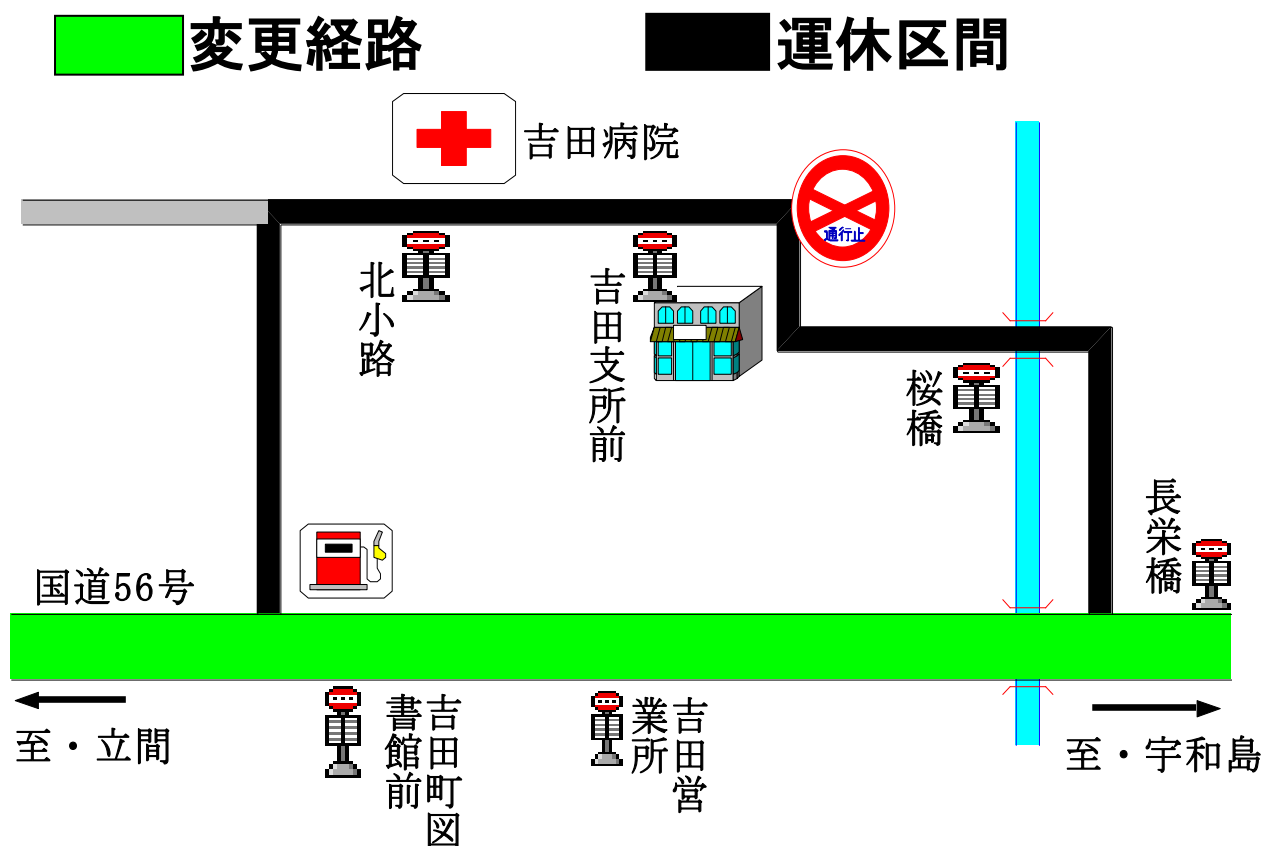 変更経路
運休区間
吉田病院
通行止
北小路
吉田支所前
桜橋
長栄橋
国道56号
至・立間
吉田町図
書館前
吉田営
業所
至・宇和島